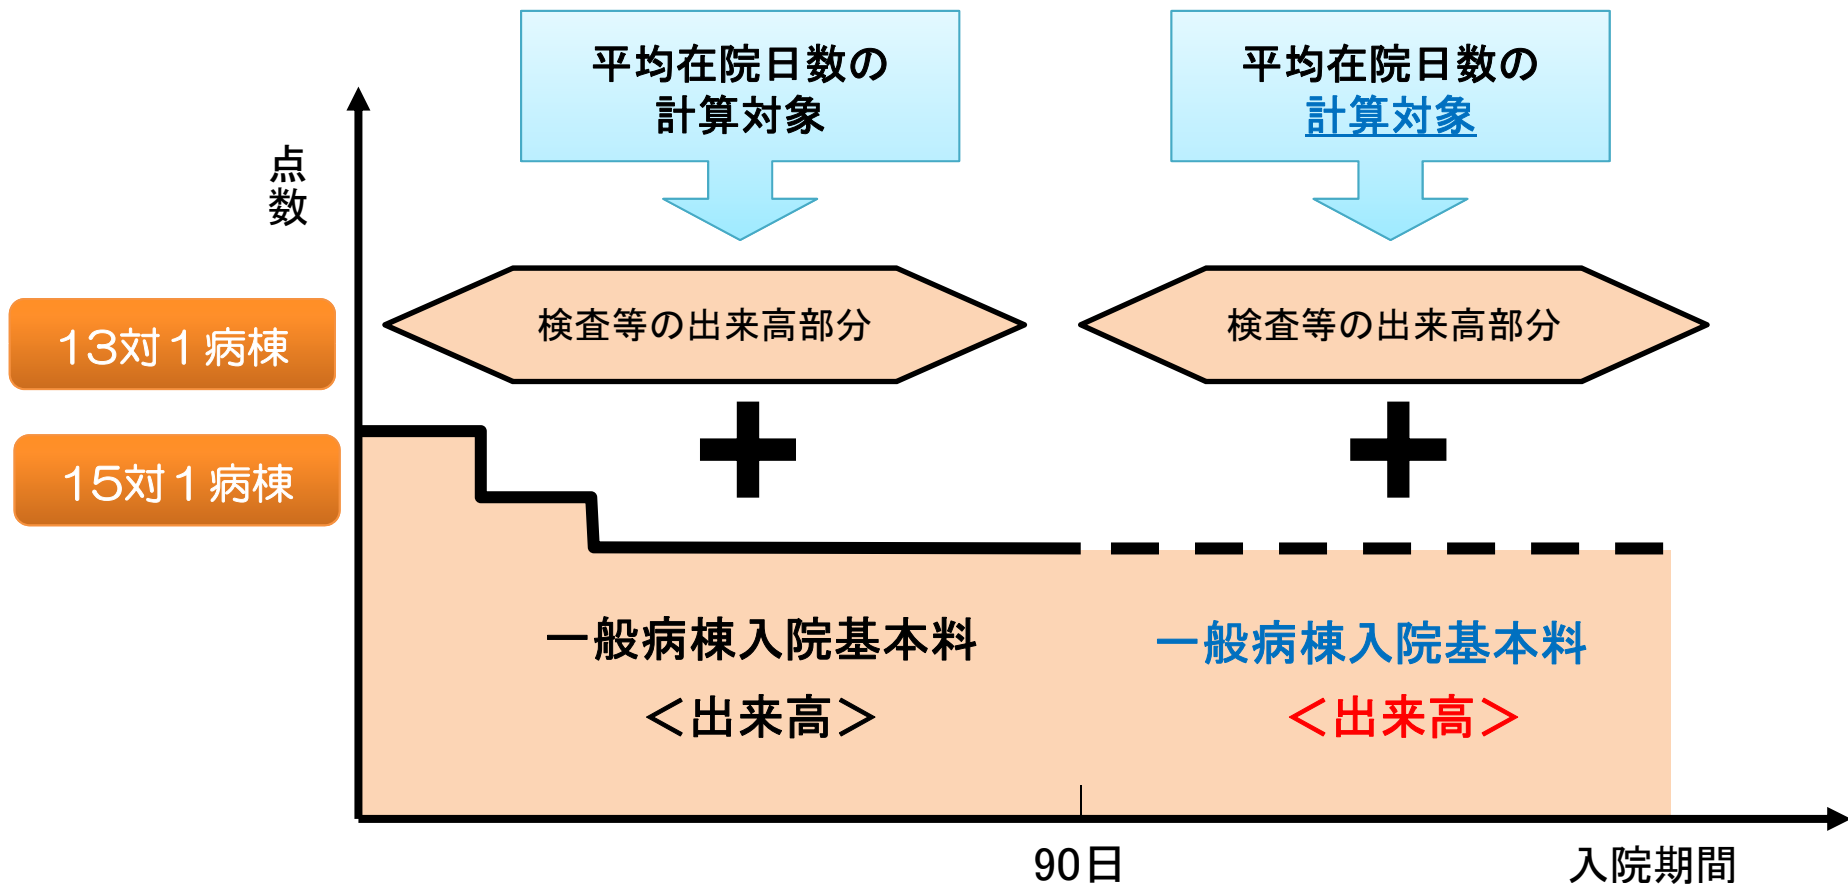 平均在院日数の
計算対象
平均在院日数の
計算対象
点
数
検査等の出来高部分
検査等の出来高部分
13対1病棟
15対1病棟
一般病棟入院基本料
＜出来高＞
一般病棟入院基本料
＜出来高＞
90日
入院期間